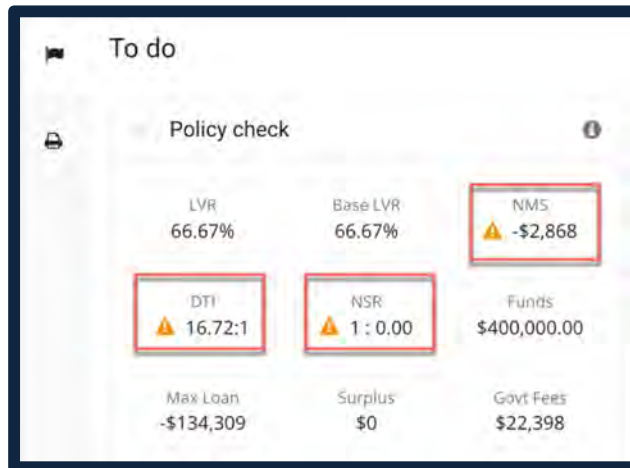 To do
Policy check
LVR Base LVR NMS
66.67% 66.67% -$2,868
DTI NSR Funds
16.72:1 1 : 0.00 $400,000.00
Max Loan Surplus Govt Fees
-$134,309 $0 $22,398